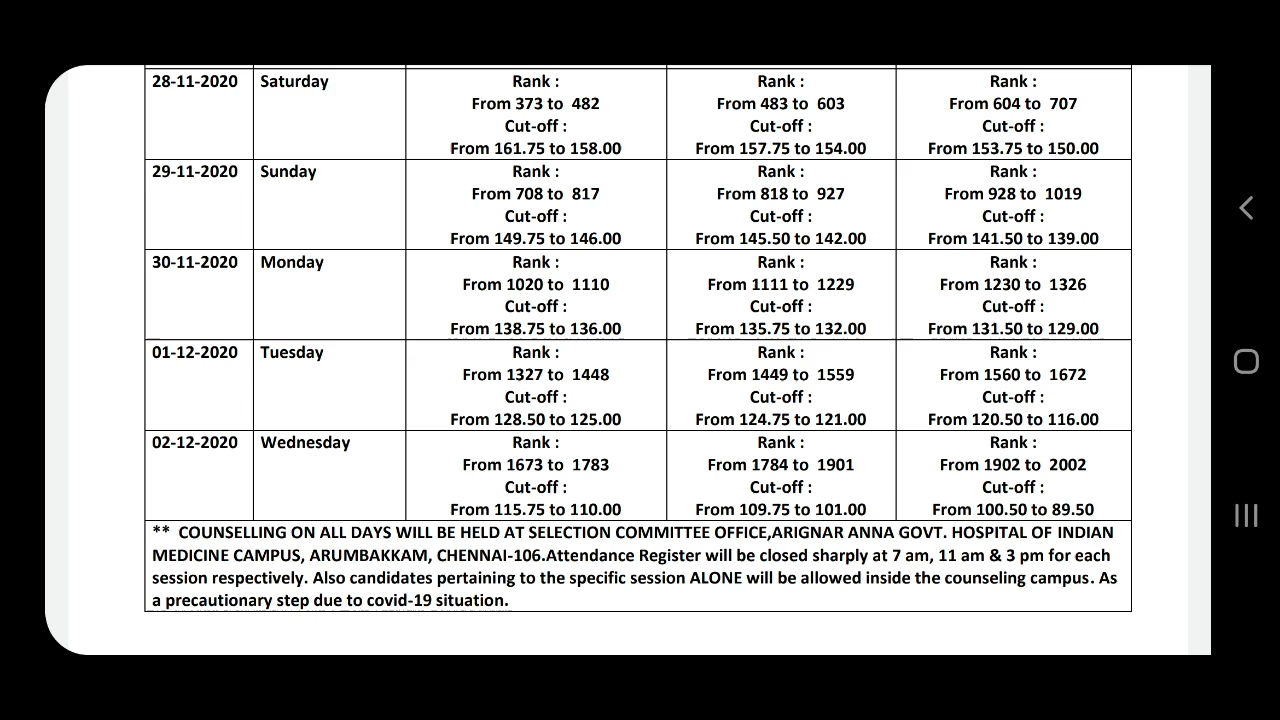 28-11-2020 Saturday Rank : Rank : Rank :
From 373 to 482 From 483 to 603 From 604 to 707
Cut-off : Cut-off : Cut-off :
From 161.75 to 158.00 From 157.75 to 154.00 From 153.75 to 150.00
29-11-2020 Sunday Rank : Rank : Rank :
From 708 to 817 From 818 to 927 From 928 to 1019
Cut-off : Cut-off : Cut-off :
From 149.75 to 146.00 From 145.50 to 142.00 From 141.50 to 139.00
30-11-2020 Monday Rank : Rank : Rank :
From 1020 to 1110 From 1111 to 1229 From 1230 to 1326
Cut-off : Cut-off : Cut-off :
From 138.75 to 136.00 From 135.75 to 132.00 From 131.50 to 129.00
01-12-2020 Tuesday Rank : Rank : Rank :
From 1327 to 1448 From 1449 to 1559 From 1560 to 1672
Cut-off : Cut-off : Cut-off :
From 128.50 to 125.00 From 124.75 to 121.00 From 120.50 to 116.00
02-12-2020 Wednesday Rank : Rank : Rank :
From 1673 to 1783 From 1784 to 1901 From 1902 to 2002
Cut-off : Cut-off : Cut-off :
From 115.75 to 110.00 From 109.75 to 101.00 From 100.50 to 89.50
** COUNSELLING ON ALL DAYS WILL BE HELD AT SELECTION COMMITTEE OFFICE,ARIGNAR ANNA GOVT. HOSPITAL OF INDIAN
MEDICINE CAMPUS, ARUMBAKKAM, CHENNAI-106.Attendance Register will be closed sharply at 7 am, 11 am & 3 pm for each
session respectively. Also candidates pertaining to the specific session ALONE will be allowed inside the counseling campus. As
a precautionary step due to covid-19 situation.